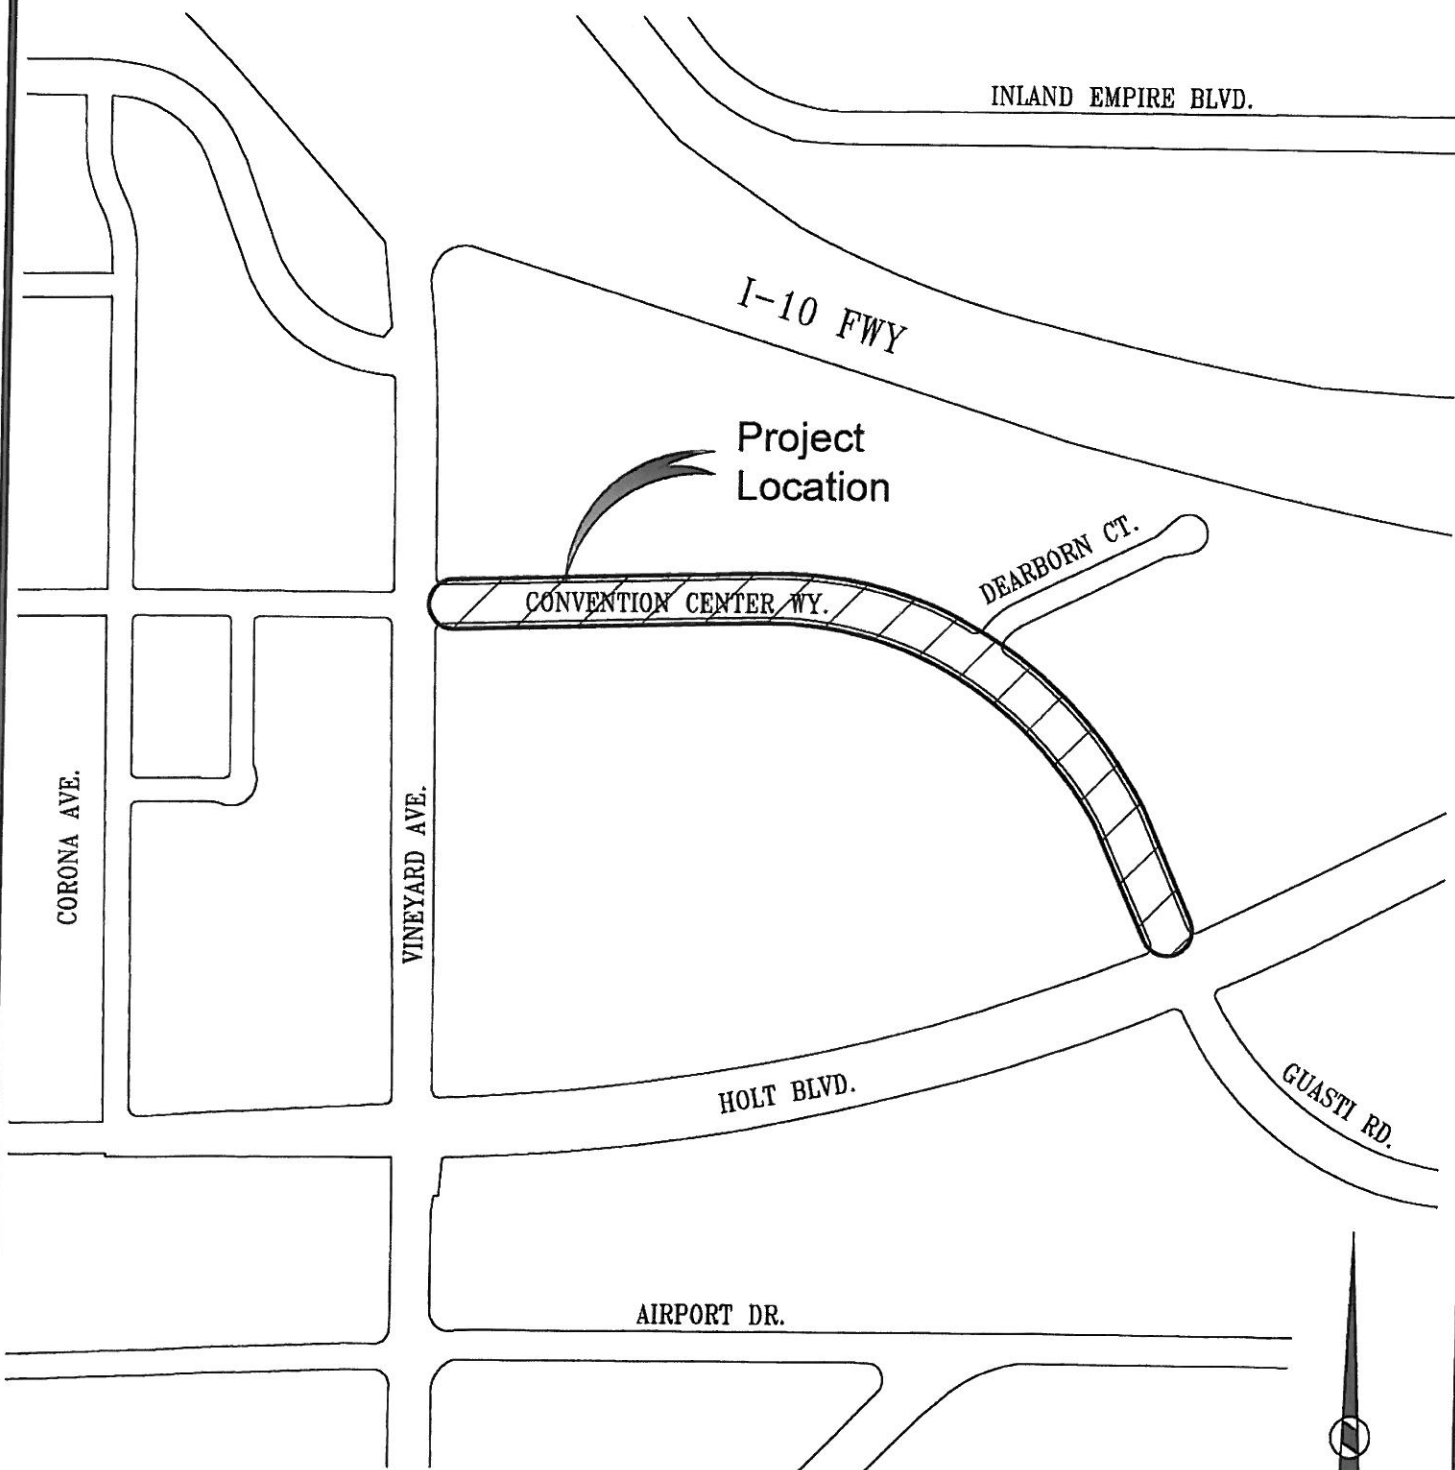 INLAND EMPIRE BLVD.
I-10 FWY
Project
Location
DEARBORN CT.
CONVENTION CENTER WY.
CORONA AVE.
VINEYARD AVE.
HOLT BLVD.
GUASTI RD.
AIRPORT DR.